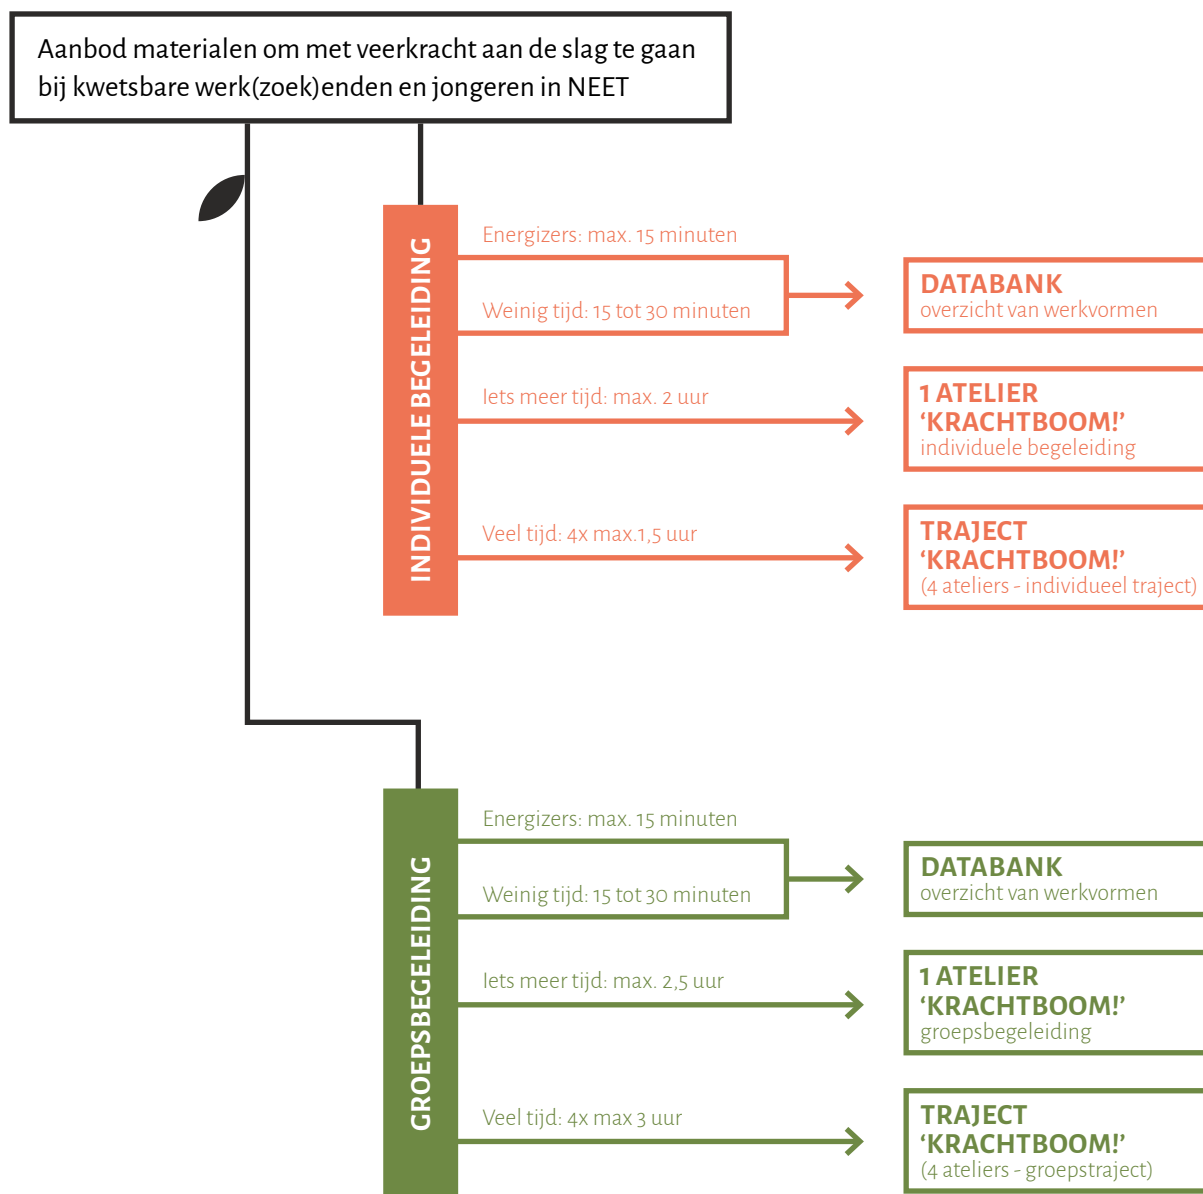 Aanbod materialen om met veerkracht aan de slag te gaan
bij kwetsbare werk(zoek)enden en jongeren in NEET
INDIVIDUELE BEGELEIDING
Energizers: max. 15 minuten
Weinig tijd: 15 tot 30 minuten
DATABANK
overzicht van werkvormen
Iets meer tijd: max. 2 uur
1 ATELIER
‘KRACHTBOOM!’
individuele begeleiding
Veel tijd: 4x max.1,5 uur
TRAJECT
‘KRACHTBOOM!’
(4 ateliers - individueel traject)
GROEPSBEGELEIDING
Energizers: max. 15 minuten
Weinig tijd: 15 tot 30 minuten
DATABANK
overzicht van werkvormen
Iets meer tijd: max. 2,5 uur
1 ATELIER
‘KRACHTBOOM!’
groepsbegeleiding
Veel tijd: 4x max 3 uur
TRAJECT
‘KRACHTBOOM!’
(4 ateliers - groepstraject)